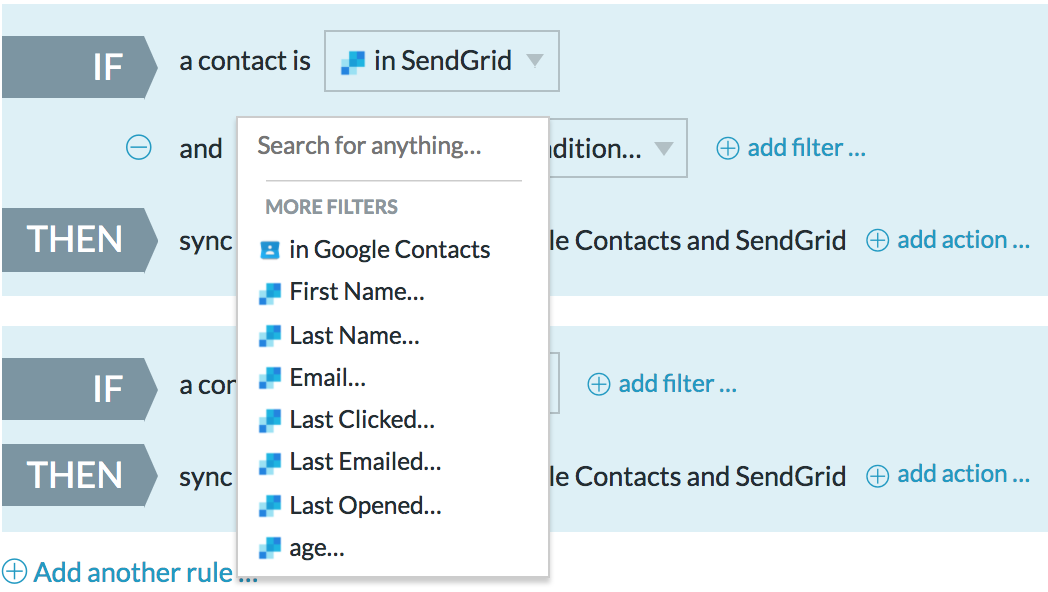 IF a contact is in SendGrid
and
Search for anything...
dition... add filter ...
MORE FILTERS
THEN sync le Contacts and SendGrid add action ...
in Google Contacts
First Name...
Last Name...
Email...
Last Clicked...
Last Emailed...
Last Opened...
age...
IF a con add filter ...
THEN sync le Contacts and SendGrid add action ...
Add another rule ...